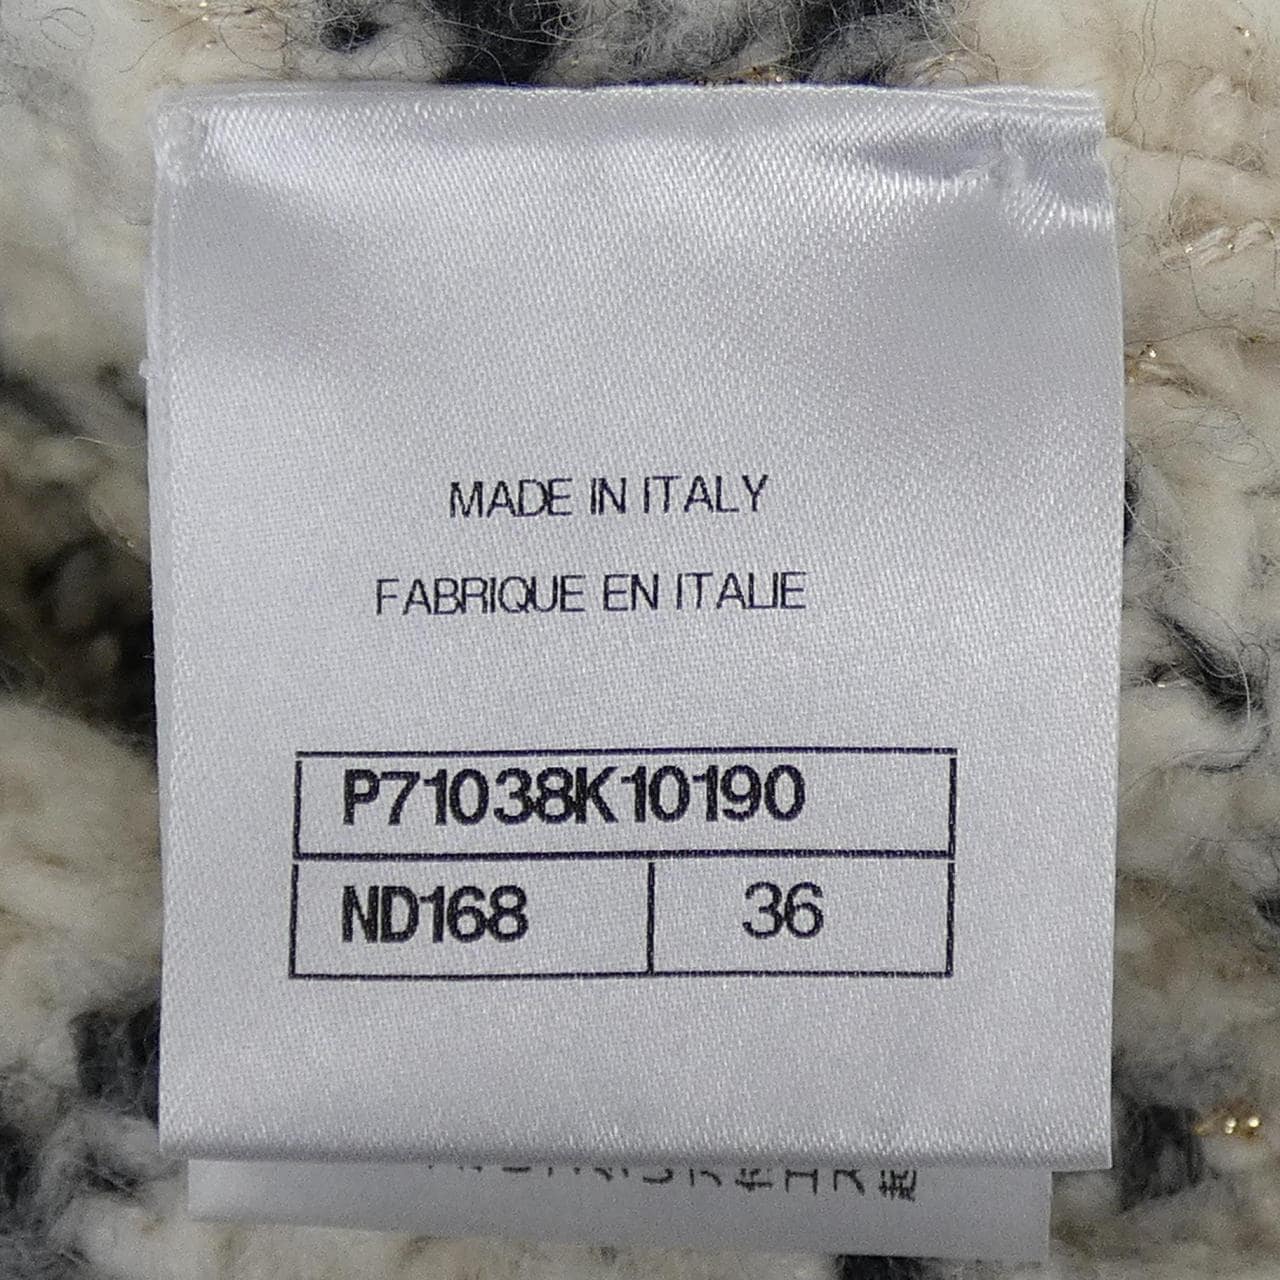 MADE IN ITALY
FABRIQUE EN ITALIE
P71038K10190
ND168 36